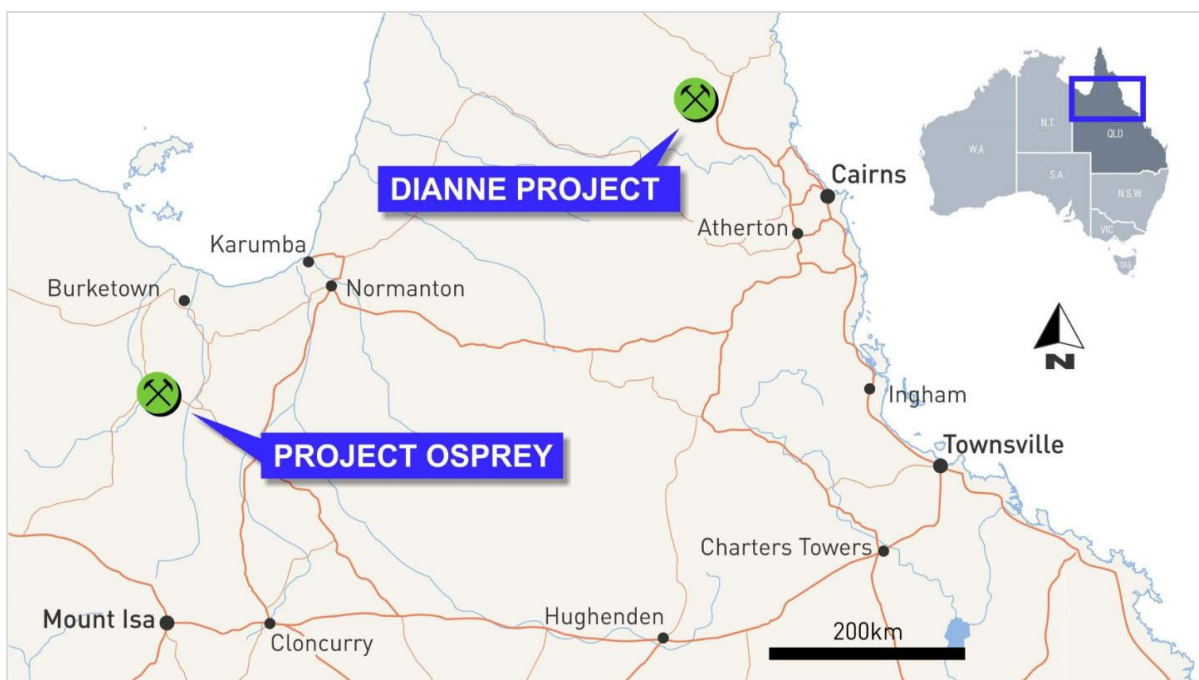 DIANNE PROJECT
Cairns
Atherton
Karumba
Burketown
Normanton
Ingham
PROJECT OSPREY
Townsville
Charters Towers
Mount Isa
Cloncurry
Hughenden
200km
N.T.
QLD
W.A.
S.A.
N.S.W.
VIC
TAS
N